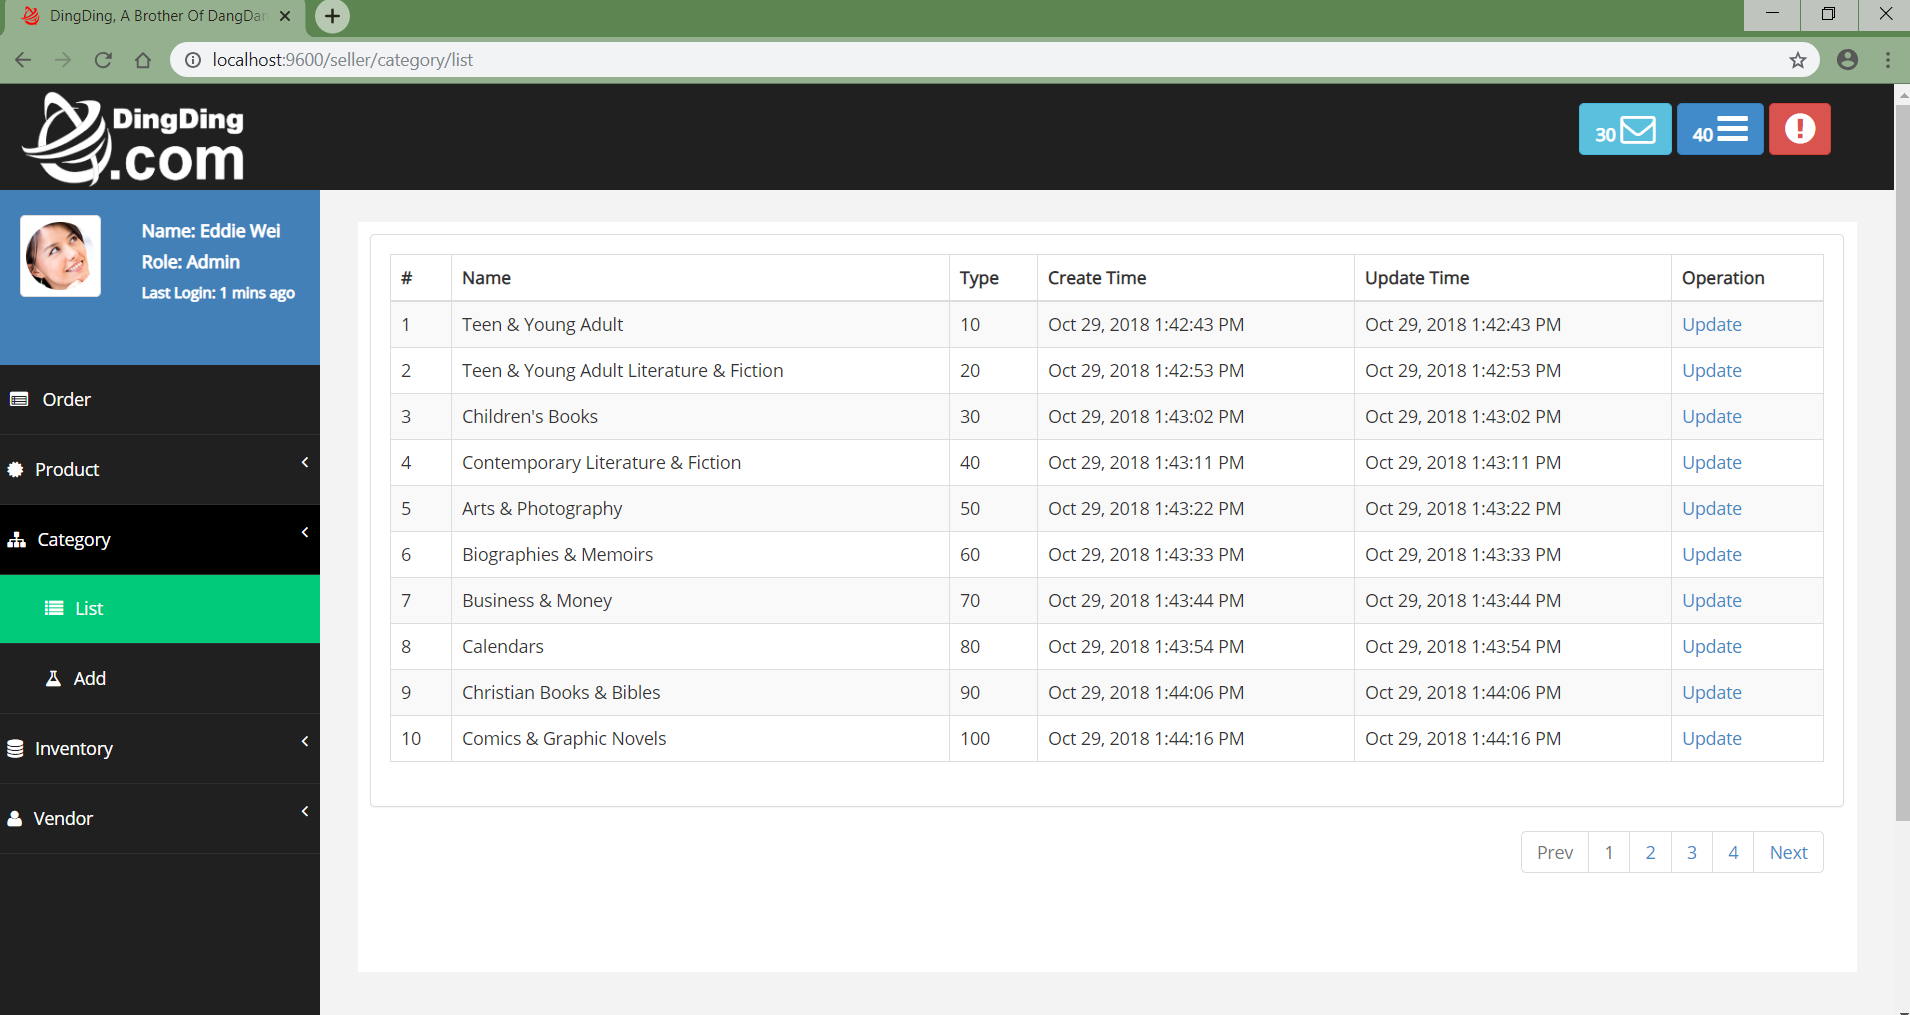 DingDing, A Brother Of DangDan
localhost:9600/seller/category/list
DingDing
.com
30
40
Name: Eddie Wei
Role: Admin
Last Login: 1 mins ago
Order
Product
Category
List
Add
Inventory
Vendor
# Name Type Create Time Update Time Operation
1 Teen & Young Adult 10 Oct 29, 2018 1:42:43 PM Oct 29, 2018 1:42:43 PM Update
2 Teen & Young Adult Literature & Fiction 20 Oct 29, 2018 1:42:53 PM Oct 29, 2018 1:42:53 PM Update
3 Children's Books 30 Oct 29, 2018 1:43:02 PM Oct 29, 2018 1:43:02 PM Update
4 Contemporary Literature & Fiction 40 Oct 29, 2018 1:43:11 PM Oct 29, 2018 1:43:11 PM Update
5 Arts & Photography 50 Oct 29, 2018 1:43:22 PM Oct 29, 2018 1:43:22 PM Update
6 Biographies & Memoirs 60 Oct 29, 2018 1:43:33 PM Oct 29, 2018 1:43:33 PM Update
7 Business & Money 70 Oct 29, 2018 1:43:44 PM Oct 29, 2018 1:43:44 PM Update
8 Calendars 80 Oct 29, 2018 1:43:54 PM Oct 29, 2018 1:43:54 PM Update
9 Christian Books & Bibles 90 Oct 29, 2018 1:44:06 PM Oct 29, 2018 1:44:06 PM Update
10 Comics & Graphic Novels 100 Oct 29, 2018 1:44:16 PM Oct 29, 2018 1:44:16 PM Update
Prev 1 2 3 4 Next